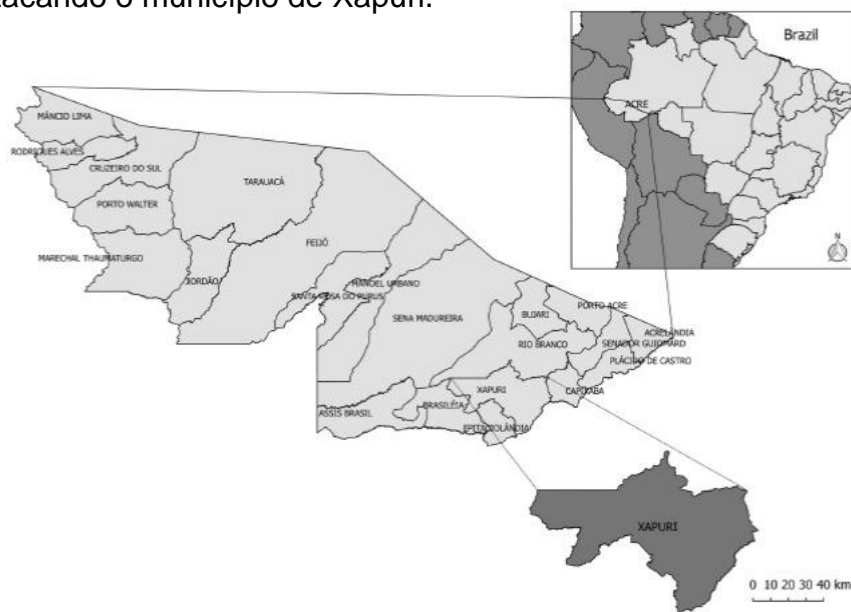 tacando o município de Xapuri.
Brazil
ACRE
N
MÂNCIO LIMA
RODRIGUES ALVES
CRUZEIRO DO SUL
TARAUACÁ
PORTO WALTER
FEIJÓ
MARECHAL THAUMATURGO
JORDÃO
MANOEL URBANO
SANTA ROSA DO PURUS
SENA MADUREIRA
PORTO ACRE
BUJARI
ACRELÂNDIA
RIO BRANCO
SENADOR GUIOMARD
PLÁCIDO DE CASTRO
XAPURI
CAPIXABA
ASSIS BRASIL
BRASILÉIA
EPITACIOLÂNDIA
XAPURI
0 10 20 30 40 km